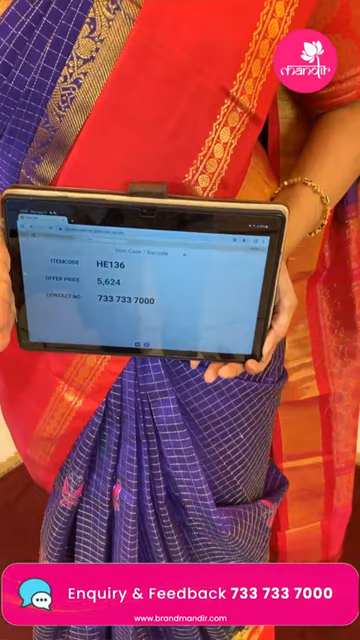 mandir
Item Code / Barcode
ITEMCODE HE136
OFFER PRICE 5,624
CONTACT NO 733 733 7000
Enquiry & Feedback 733 733 7000
www.brandmandir.com